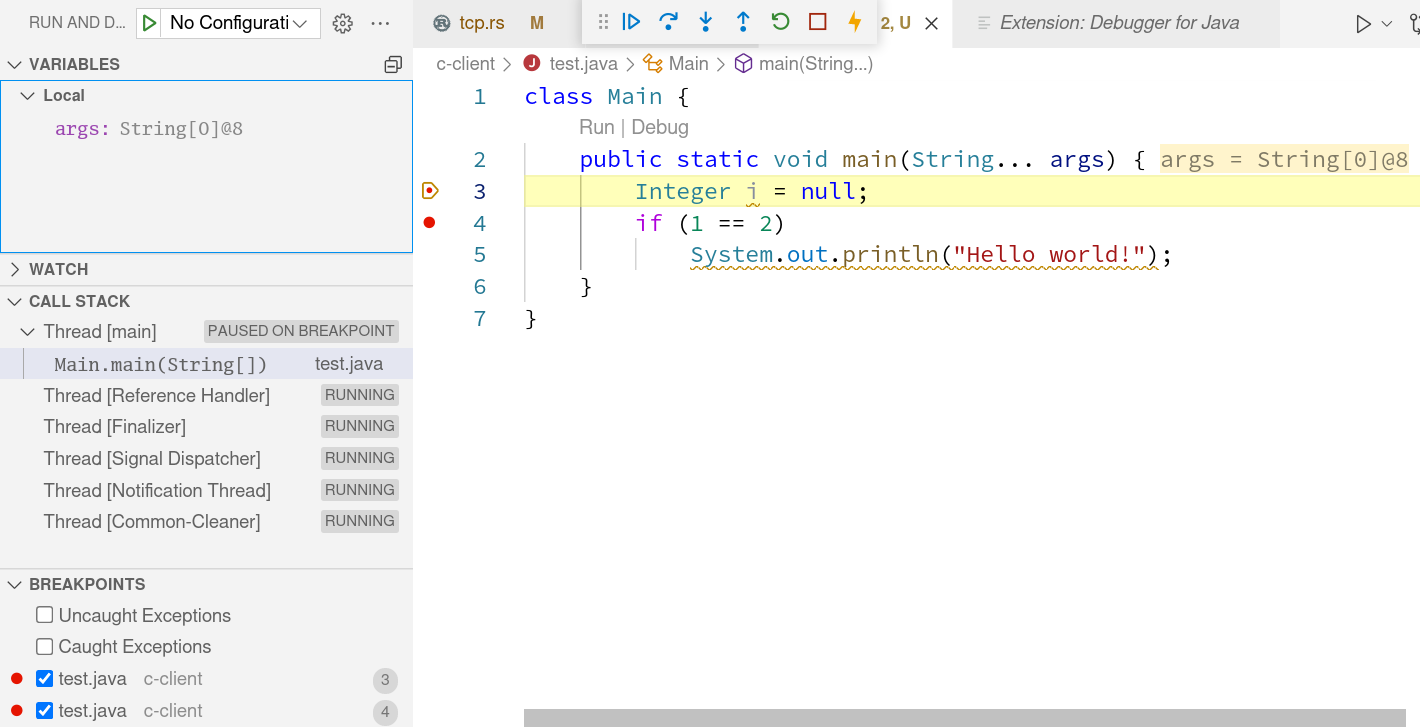 RUN AND D...
No Configurati
VARIABLES
Local
args: String[0]@8
WATCH
CALL STACK
Thread [main] PAUSED ON BREAKPOINT
Main.main(String[]) test.java
Thread [Reference Handler] RUNNING
Thread [Finalizer] RUNNING
Thread [Signal Dispatcher] RUNNING
Thread [Notification Thread] RUNNING
Thread [Common-Cleaner] RUNNING
BREAKPOINTS
Uncaught Exceptions
Caught Exceptions
test.java c-client 3
test.java c-client 4
tcp.rs M
2, U
Extension: Debugger for Java
c-client > J test.java > Main > main(String...)
1 class Main {
Run | Debug
2 public static void main(String... args) { args = String[0]@8
3 Integer i = null;
4 if (1 == 2)
5 System.out.println("Hello world!");
6 }
7 }